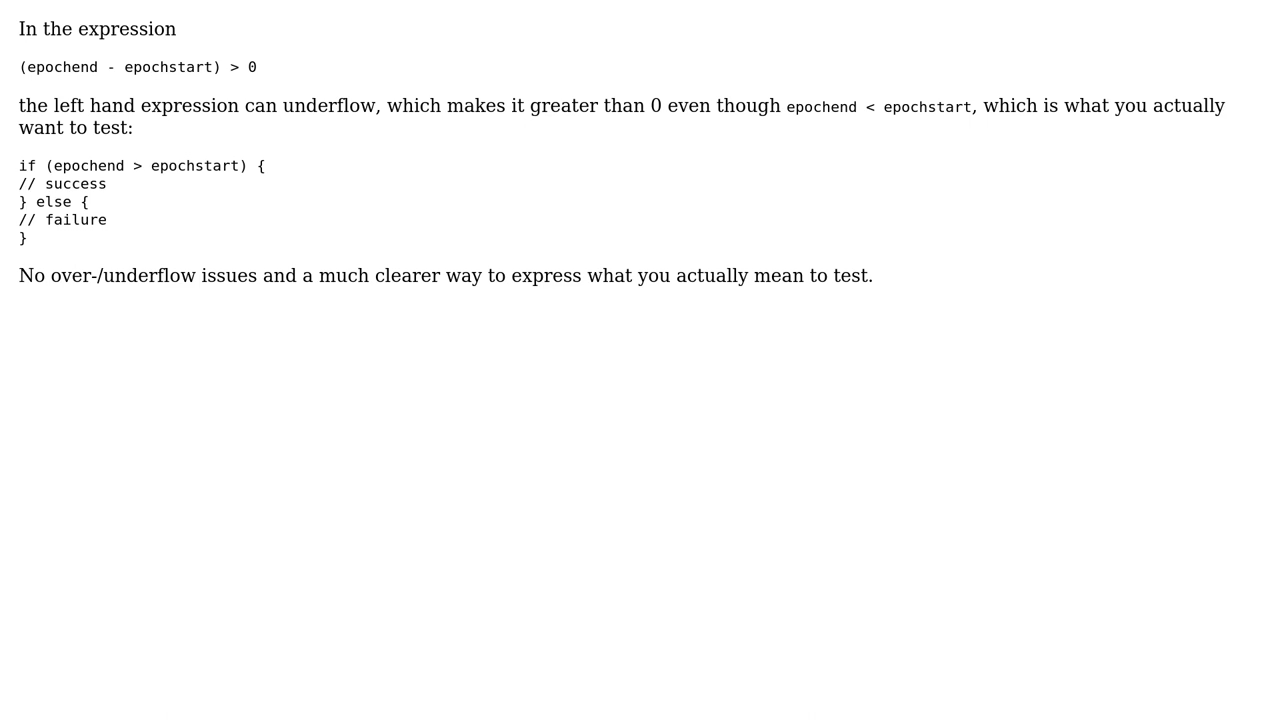 In the expression
(epochend - epochstart) > 0
the left hand expression can underflow, which makes it greater than 0 even though epochend < epochstart, which is what you actually
want to test:
if (epochend > epochstart) {
// success
} else {
// failure
}
No over-/underflow issues and a much clearer way to express what you actually mean to test.